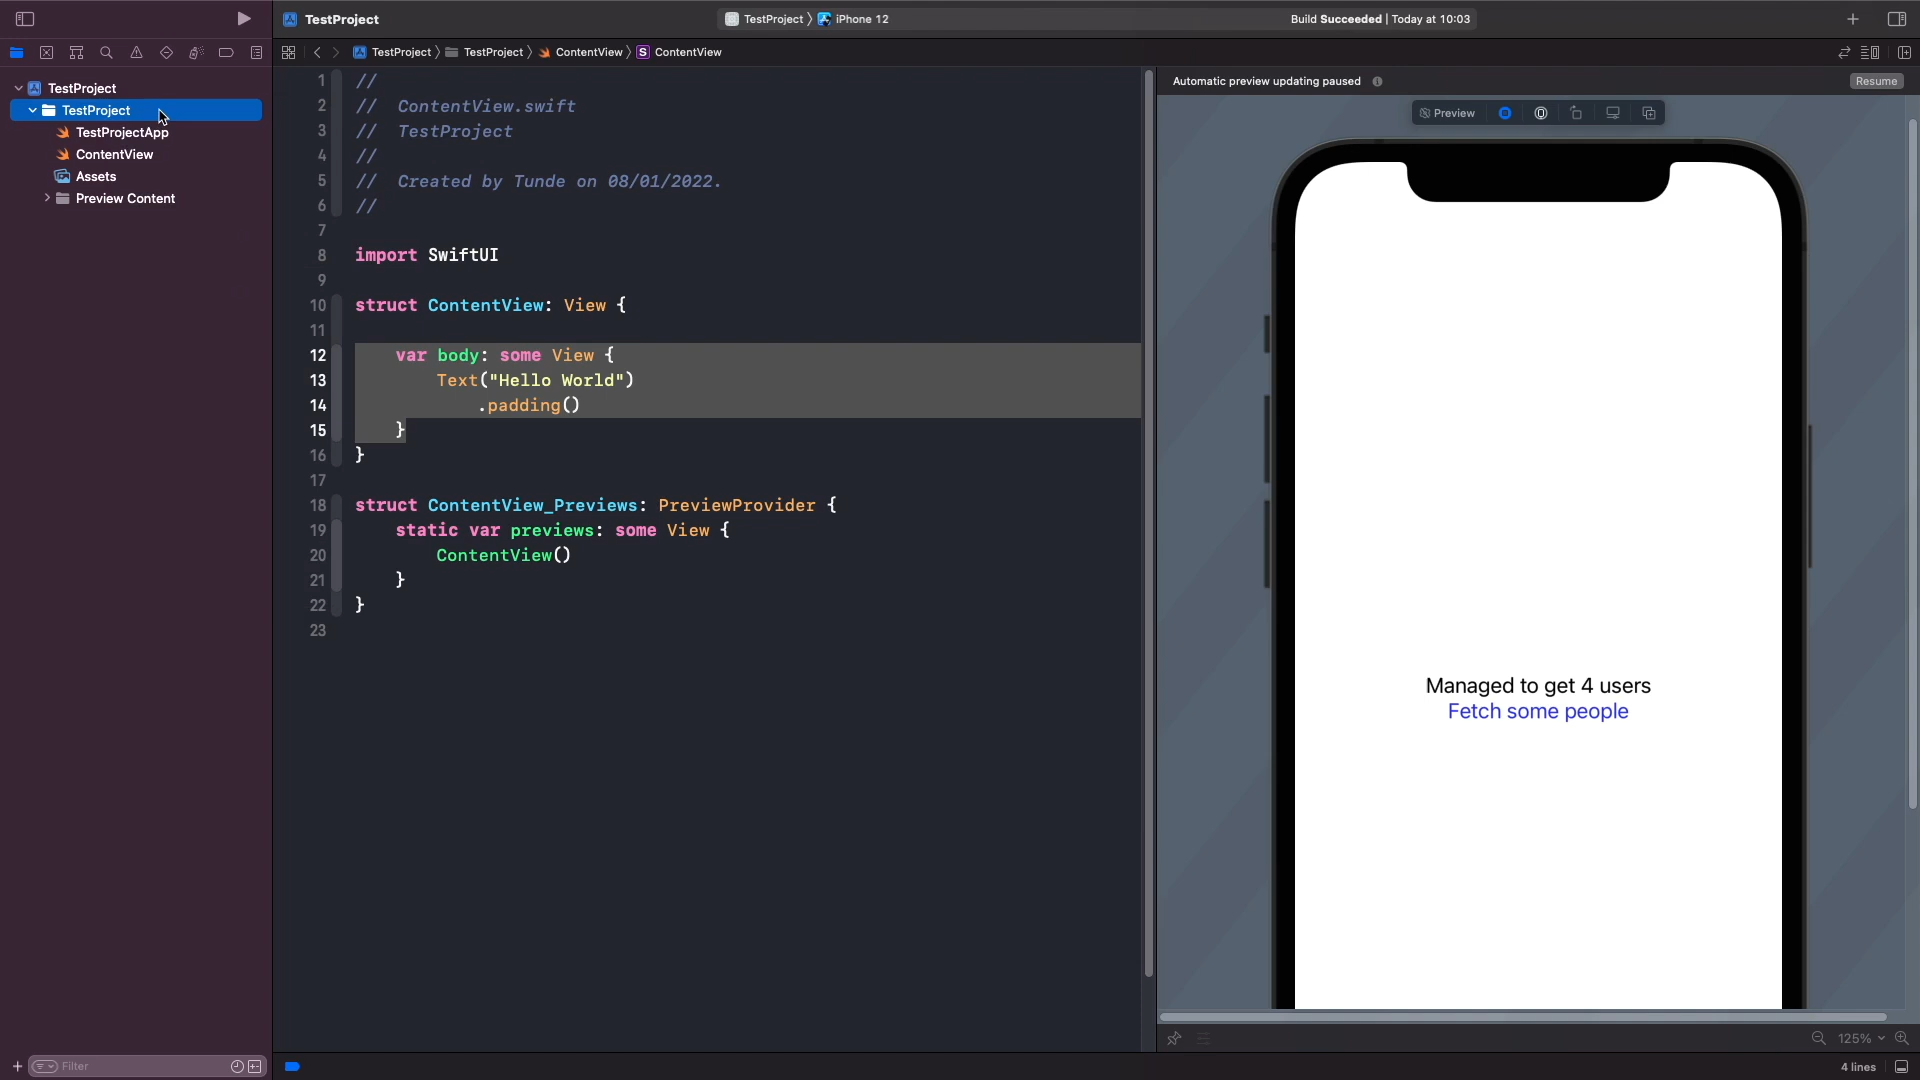 TestProject
TestProject 〉 iPhone 12
Build Succeeded | Today at 10:03
TestProject 〉 TestProject 〉 ContentView 〉 S ContentView
TestProject
TestProject
TestProjectApp
ContentView
Assets
Preview Content
1 //
2 //  ContentView.swift
3 //  TestProject
4 //
5 //  Created by Tunde on 08/01/2022.
6 //
7
8 import SwiftUI
9
10 struct ContentView: View {
11
12     var body: some View {
13         Text("Hello World")
14             .padding()
15     }
16 }
17
18 struct ContentView_Previews: PreviewProvider {
19     static var previews: some View {
20         ContentView()
21     }
22 }
23
Automatic preview updating paused
Resume
Preview
Managed to get 4 users
Fetch some people
125%
Filter
4 lines